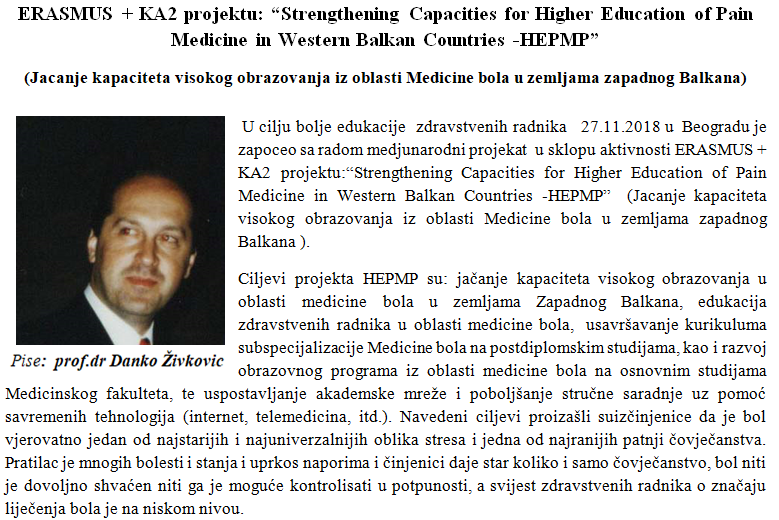 ERASMUS + KA2 projektu: “Strengthening Capacities for Higher Education of Pain
Medicine in Western Balkan Countries -HEPMP”
(Jacanje kapaciteta visokog obrazovanja iz oblasti Medicine bola u zemljama zapadnog Balkana)
U cilju bolje edukacije zdravstvenih radnika 27.11.2018 u Beogradu je
zapoceo sa radom medjunarodni projekat u sklopu aktivnosti ERASMUS +
KA2 projektu:“Strengthening Capacities for Higher Education of Pain
Medicine in Western Balkan Countries -HEPMP” (Jacanje kapaciteta
visokog obrazovanja iz oblasti Medicine bola u zemljama zapadnog
Balkana ).
Ciljevi projekta HEPMP su: jačanje kapaciteta visokog obrazovanja u
oblasti medicine bola u zemljama Zapadnog Balkana, edukacija
zdravstvenih radnika u oblasti medicine bola, usavršavanje kurikuluma
subspecijalizacije Medicine bola na postdiplomskim studijama, kao i razvoj
obrazovnog programa iz oblasti medicine bola na osnovnim studijama
Pise: prof.dr Danko Živkovic
Medicinskog fakulteta, te uspostavljanje akademske mreže i poboljšanje stručne saradnje uz pomoć
savremenih tehnologija (internet, telemedicina, itd.). Navedeni ciljevi proizašli suizčinjenice da je bol
vjerovatno jedan od najstarijih i najuniverzalnijih oblika stresa i jedna od najranijih patnji čovječanstva.
Pratilac je mnogih bolesti i stanja i uprkos naporima i činjenici daje star koliko i samo čovječanstvo, bol niti
je dovoljno shvaćen niti ga je moguće kontrolisati u potpunosti, a svijest zdravstvenih radnika o značaju
liječenja bola je na niskom nivou.